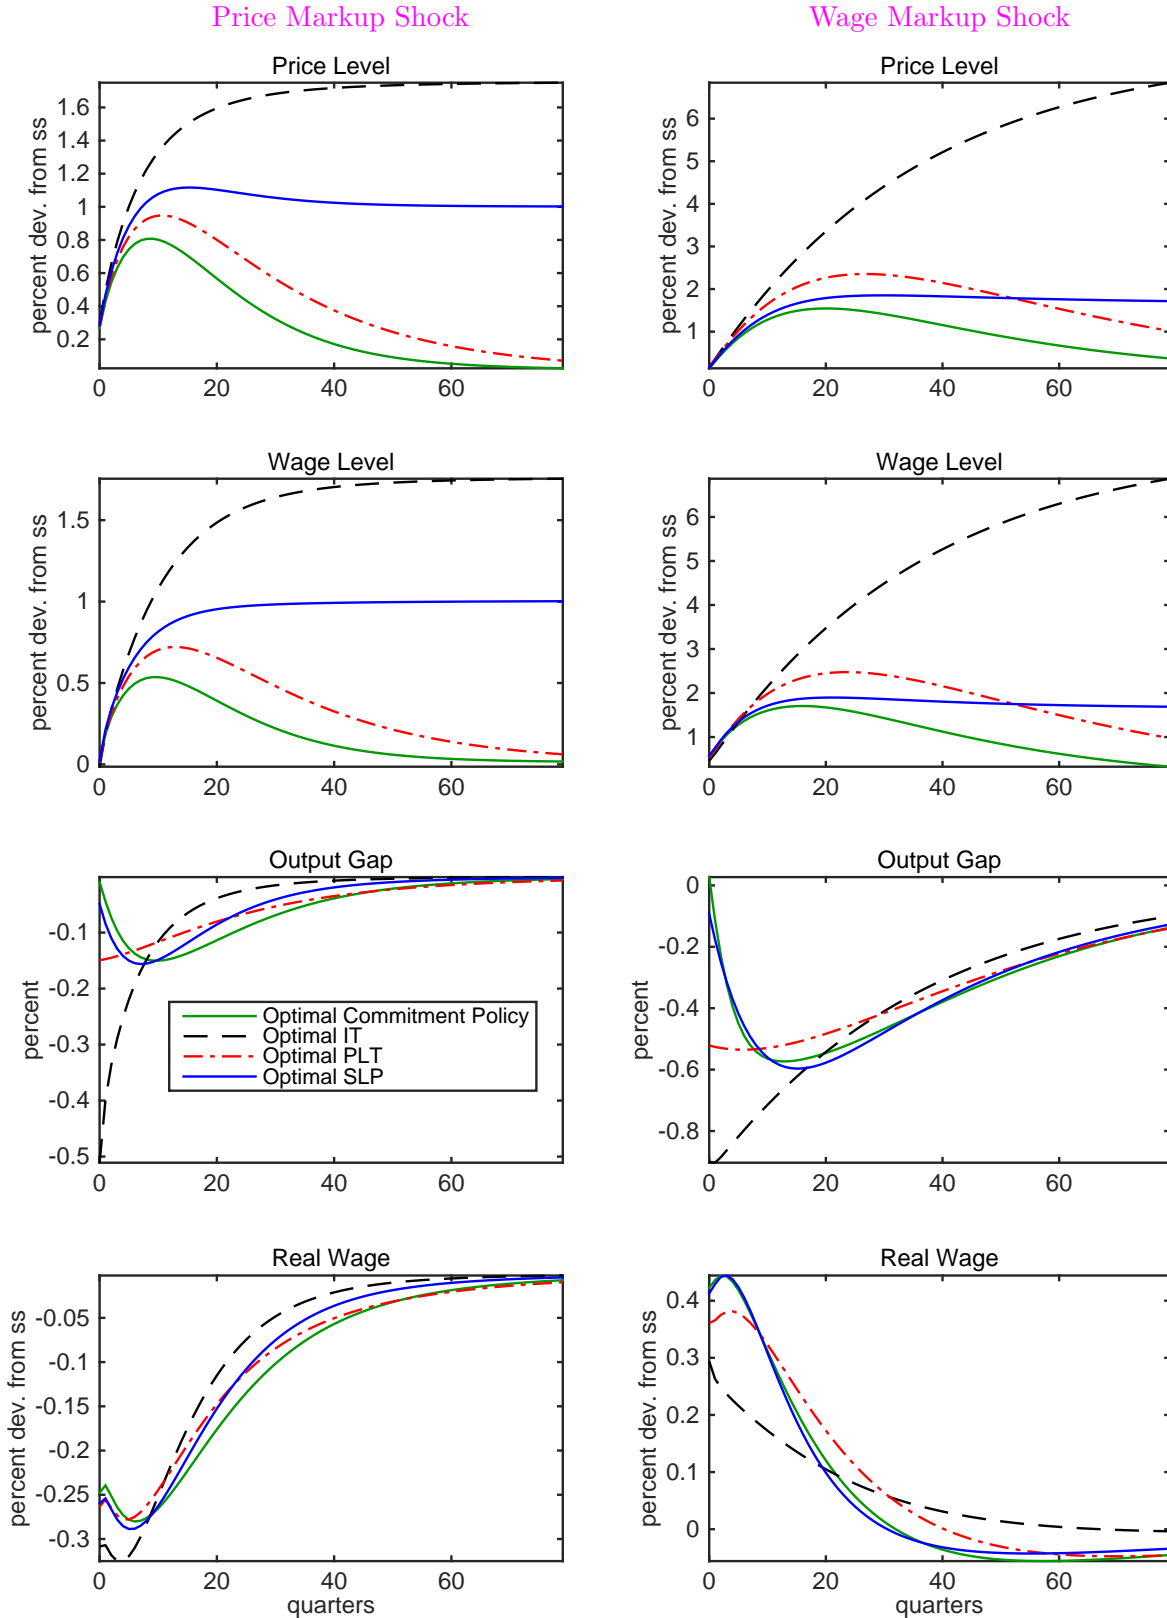 Price Markup Shock
Wage Markup Shock
Price Level
percent dev. from ss
1.6
1.4
1.2
1
0.8
0.6
0.4
0.2
0 20 40 60
Price Level
percent dev. from ss
6
5
4
3
2
1
0 20 40 60
Wage Level
percent dev. from ss
1.5
1
0.5
0
0 20 40 60
Wage Level
percent dev. from ss
6
5
4
3
2
1
0 20 40 60
Output Gap
percent
-0.1
-0.2
-0.3
-0.4
-0.5
Optimal Commitment Policy
Optimal IT
Optimal PLT
Optimal SLP
0 20 40 60
Output Gap
percent
0
-0.2
-0.4
-0.6
-0.8
0 20 40 60
Real Wage
percent dev. from ss
-0.05
-0.1
-0.15
-0.2
-0.25
-0.3
0 20 40 60
quarters
Real Wage
percent dev. from ss
0.4
0.3
0.2
0.1
0
0 20 40 60
quarters